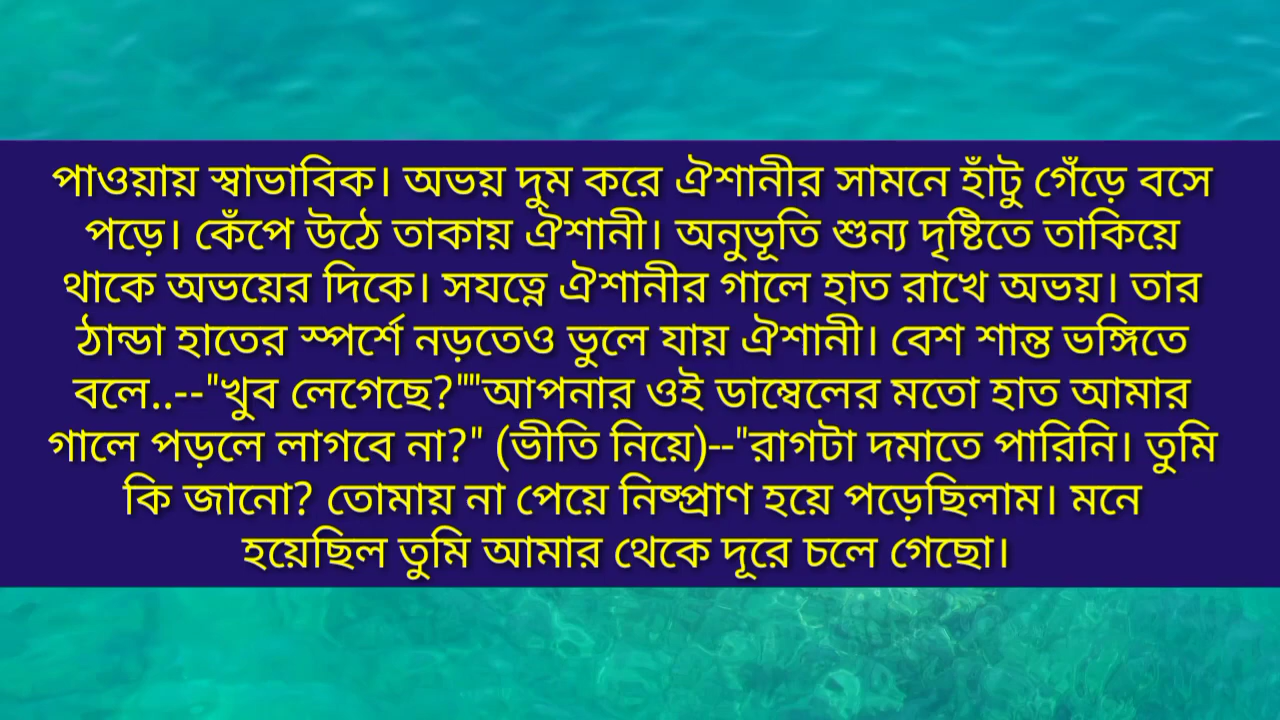 পাওয়ায় স্বাভাবিক। অভয় দুম করে ঐশানীর সামনে হাঁটু গেঁড়ে বসে
পড়ে। কেঁপে উঠে তাকায় ঐশানী। অনুভূতি শুন্য দৃষ্টিতে তাকিয়ে
থাকে অভয়ের দিকে। সযত্নে ঐশানীর গালে হাত রাখে অভয়। তার
ঠান্ডা হাতের স্পর্শে নড়তেও ভুলে যায় ঐশানী। বেশ শান্ত ভঙ্গিতে
বলে..--"খুব লেগেছে?""আপনার ওই ডাম্বেলের মতো হাত আমার
গালে পড়লে লাগবে না?" (ভীতি নিয়ে)--"রাগটা দমাতে পারিনি। তুমি
কি জানো? তোমায় না পেয়ে নিষ্প্রাণ হয়ে পড়েছিলাম। মনে
হয়েছিল তুমি আমার থেকে দূরে চলে গেছো।